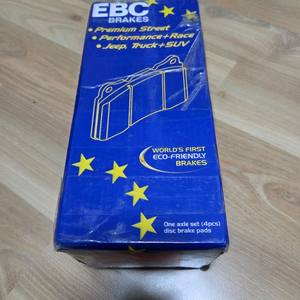 EBC
BRAKES
• Premium Street
• Performance+Race
• Jeep, Truck+SUV
WORLD'S FIRST
ECO-FRIENDLY
BRAKES
One axle set (4pcs)
disc brake pads